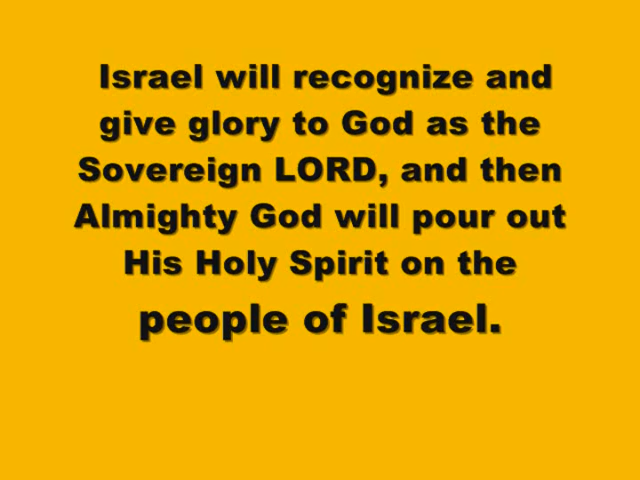 Israel will recognize and
give glory to God as the
Sovereign LORD, and then
Almighty God will pour out
His Holy Spirit on the
people of Israel.